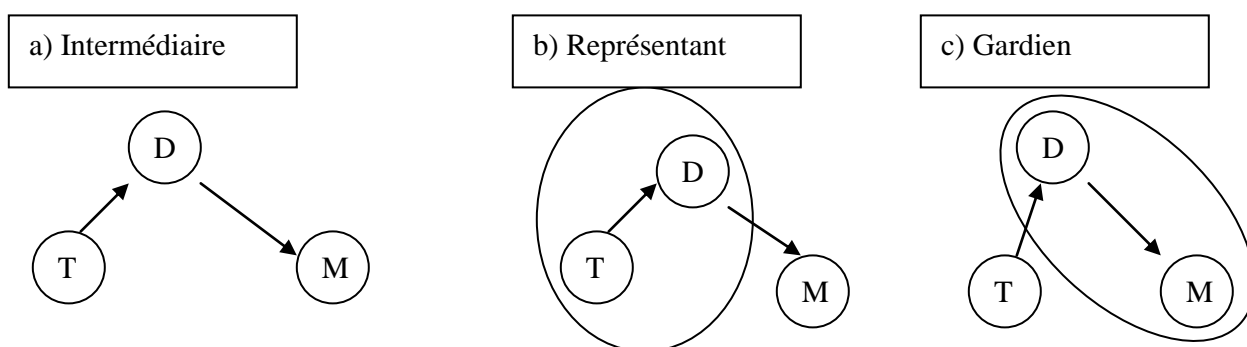 a) Intermédiaire
b) Représentant
c) Gardien
D
T
M
D
T
M
D
T
M